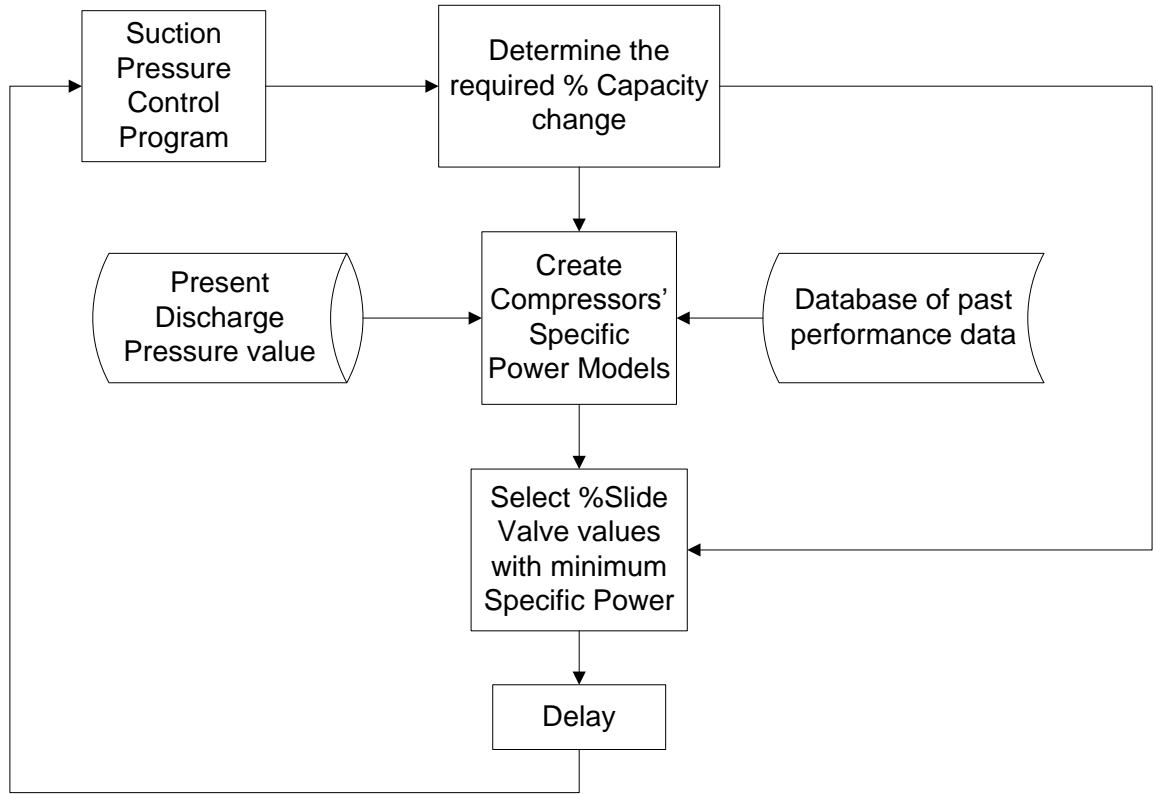 Suction
Pressure
Control
Program
Determine the
required % Capacity
change
Present
Discharge
Pressure value
Create
Compressors’
Specific
Power Models
Database of past
performance data
Select %Slide
Valve values
with minimum
Specific Power
Delay